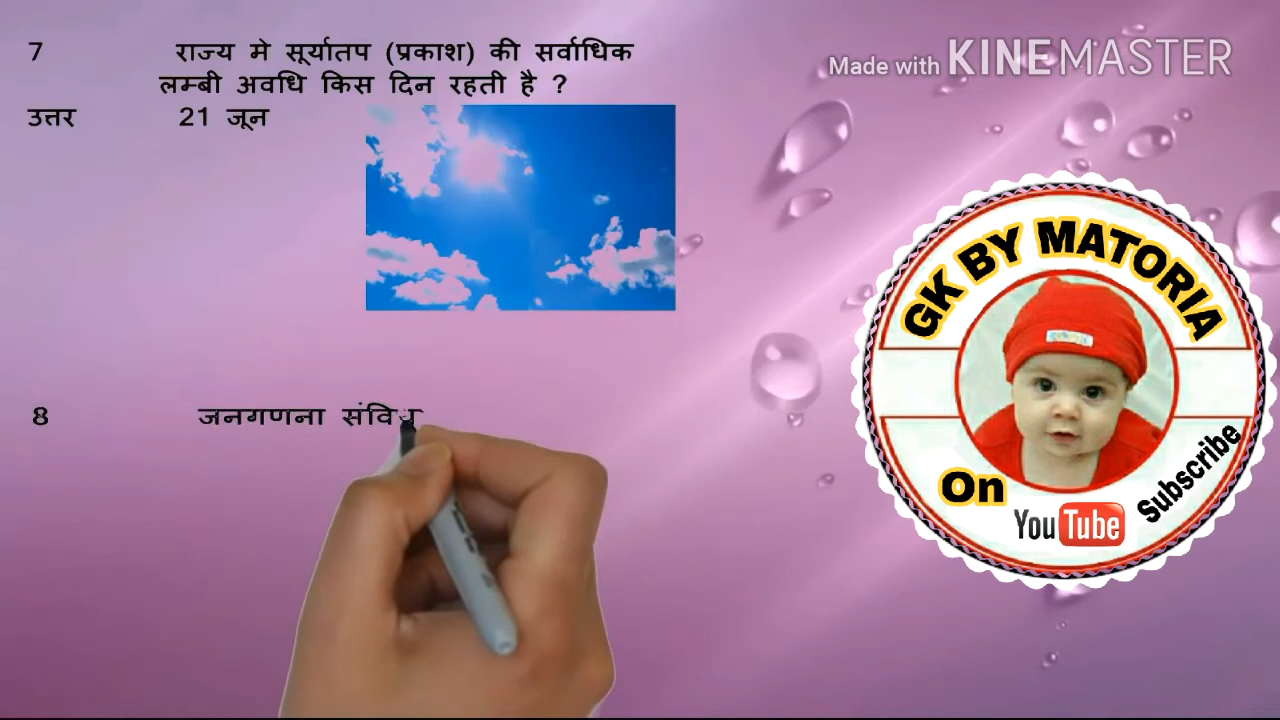 7 राज्य मे सूर्यातप (प्रकाश) की सर्वाधिक
लम्बी अवधि किस दिन रहती है ?
उत्तर 21 जून
8 जनगणना
Made with KINEMASTER
GK BY MATORIA
On
YouTube
Subscribe